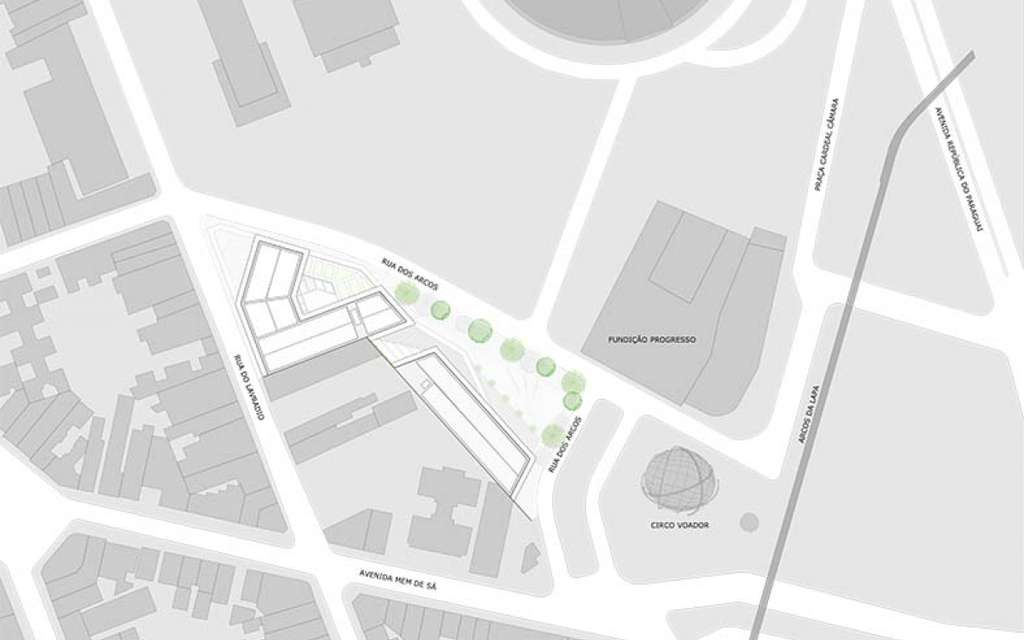 PRAÇA CARDEAL CÂMARA
AVENIDA REPÚBLICA DO PARAGUAI
RUA DOS ARCOS
FUNDIÇÃO PROGRESSO
RUA DO LAVRADIO
ARCOS DA LAPA
RUA DOS ARCOS
CIRCO VOADOR
AVENIDA MEM DE SÁ